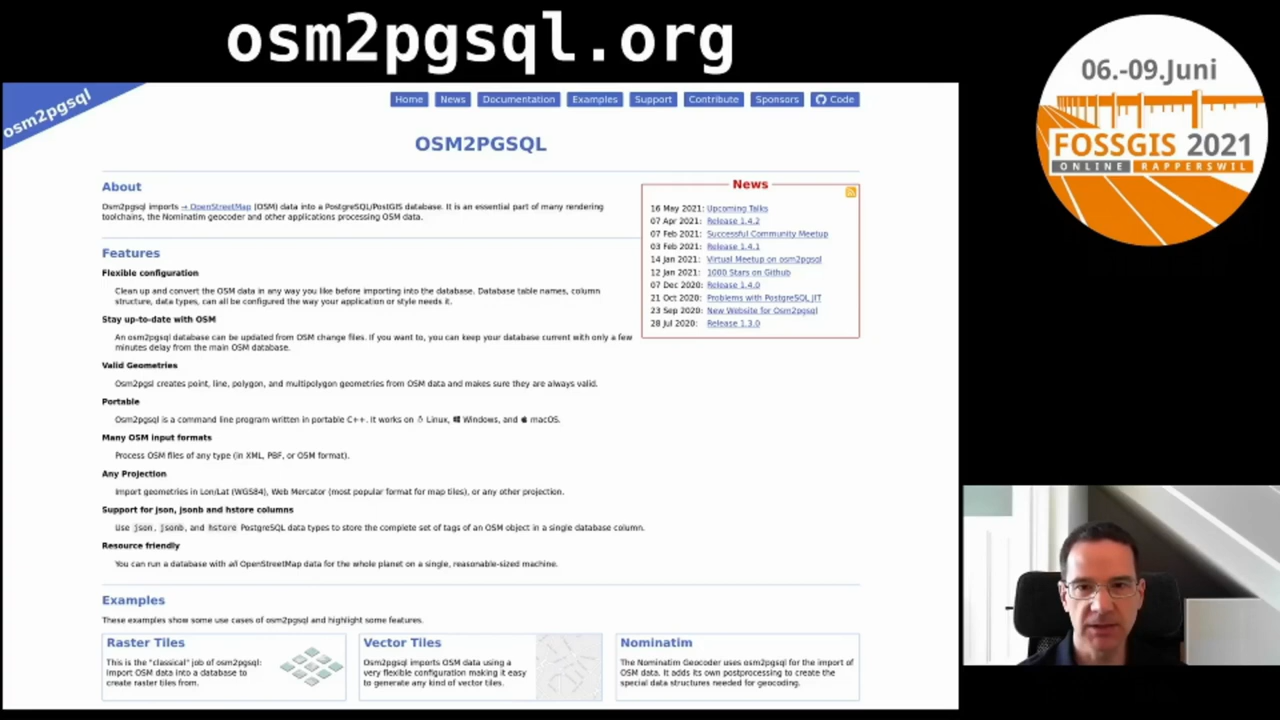 osm2pgsql.org
osm2pgsql
Home News Documentation Examples Support Contribute Sponsors Code
OSM2PGSQL
About
Osm2pgsql imports → OpenStreetMap (OSM) data into a PostgreSQL/PostGIS database. It is an essential part of many rendering
toolchains, the Nominatim geocoder and other applications processing OSM data.
Features
Flexible configuration
Clean up and convert the OSM data in any way you like before importing into the database. Database table names, column
structure, data types, can all be configured the way your application or style needs it.
Stay up-to-date with OSM
An osm2pgsql database can be updated from OSM change files. If you want to, you can keep your database current with only a few
minutes delay from the main OSM database.
Valid Geometries
Osm2pgsl creates point, line, polygon, and multipolygon geometries from OSM data and makes sure they are always valid.
Portable
Osm2pgsql is a command line program written in portable C++. It works on Linux, Windows, and macOS.
Many OSM input formats
Process OSM files of any type (in XML, PBF, or OSM format).
Any Projection
Import geometries in Lon/Lat (WGS84), Web Mercator (most popular format for map tiles), or any other projection.
Support for json, jsonb and hstore columns
Use json, jsonb, and hstore PostgreSQL data types to store the complete set of tags of an OSM object in a single database column.
Resource friendly
You can run a database with all OpenStreetMap data for the whole planet on a single, reasonable-sized machine.
News
16 May 2021: Upcoming Talks
07 Apr 2021: Release 1.4.2
07 Feb 2021: Successful Community Meetup
03 Feb 2021: Release 1.4.1
14 Jan 2021: Virtual Meetup on osm2pgsql
12 Jan 2021: 1000 Stars on Github
07 Dec 2020: Release 1.4.0
21 Oct 2020: Problems with PostgreSQL JIT
23 Sep 2020: New Website for Osm2pgsql
28 Jul 2020: Release 1.3.0
Examples
These examples show some use cases of osm2pgsql and highlight some features.
Raster Tiles
This is the "classical" job of osm2pgsql:
Import OSM data into a database to
create raster tiles from.
Vector Tiles
Osm2pgsql imports OSM data using a
very flexible configuration making it easy
to generate any kind of vector tiles.
Nominatim
The Nominatim Geocoder uses osm2pgsql for the import of
OSM data. It adds its own postprocessing to create the
special data structures needed for geocoding.
06.-09.Juni
FOSSGIS 2021
ONLINE RAPPERSWIL